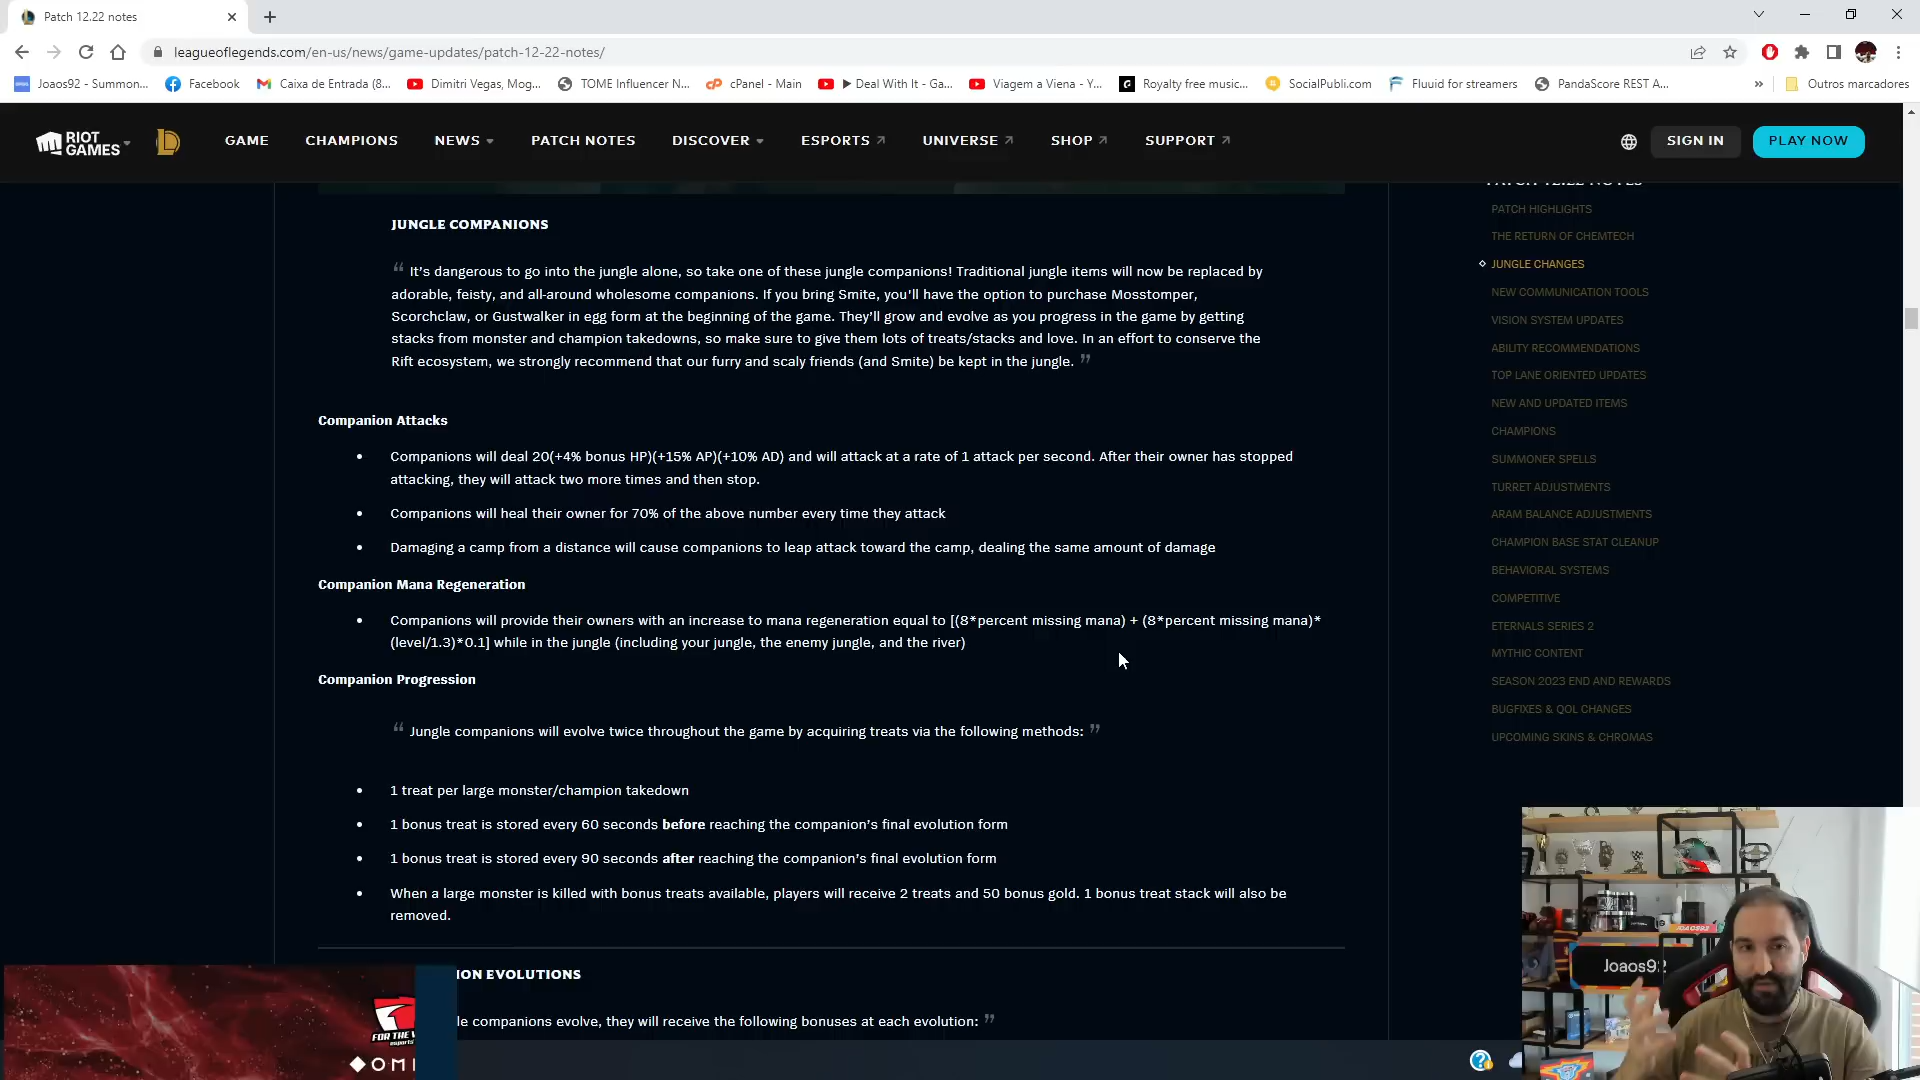 Patch 12.22 notes
leagueoflegends.com/en-us/news/game-updates/patch-12-22-notes/
Joaos92 - Summon... Facebook Caixa de Entrada (8... Dimitri Vegas, Mog... TOME Influencer N... cPanel - Main ▶ Deal With It - Ga... Viagem a Viena - Y... Royalty free music... SocialPubli.com Fluuid for streamers PandaScore REST A... » Outros marcadores
RIOT GAMES GAME CHAMPIONS NEWS PATCH NOTES DISCOVER ESPORTS UNIVERSE SHOP SUPPORT SIGN IN PLAY NOW
JUNGLE COMPANIONS
“ It’s dangerous to go into the jungle alone, so take one of these jungle companions! Traditional jungle items will now be replaced by
adorable, feisty, and all-around wholesome companions. If you bring Smite, you’ll have the option to purchase Mosstomper,
Scorchclaw, or Gustwalker in egg form at the beginning of the game. They’ll grow and evolve as you progress in the game by getting
stacks from monster and champion takedowns, so make sure to give them lots of treats/stacks and love. In an effort to conserve the
Rift ecosystem, we strongly recommend that our furry and scaly friends (and Smite) be kept in the jungle. ”
Companion Attacks
• Companions will deal 20(+4% bonus HP)(+15% AP)(+10% AD) and will attack at a rate of 1 attack per second. After their owner has stopped
attacking, they will attack two more times and then stop.
• Companions will heal their owner for 70% of the above number every time they attack
• Damaging a camp from a distance will cause companions to leap attack toward the camp, dealing the same amount of damage
Companion Mana Regeneration
• Companions will provide their owners with an increase to mana regeneration equal to [(8*percent missing mana) + (8*percent missing mana)*
(level/1.3)*0.1] while in the jungle (including your jungle, the enemy jungle, and the river)
Companion Progression
“ Jungle companions will evolve twice throughout the game by acquiring treats via the following methods: ”
• 1 treat per large monster/champion takedown
• 1 bonus treat is stored every 60 seconds before reaching the companion’s final evolution form
• 1 bonus treat is stored every 90 seconds after reaching the companion’s final evolution form
• When a large monster is killed with bonus treats available, players will receive 2 treats and 50 bonus gold. 1 bonus treat stack will also be
removed.
ION EVOLUTIONS
le companions evolve, they will receive the following bonuses at each evolution: ”
PATCH 12.22 NOTES
PATCH HIGHLIGHTS
THE RETURN OF CHEMTECH
JUNGLE CHANGES
NEW COMMUNICATION TOOLS
VISION SYSTEM UPDATES
ABILITY RECOMMENDATIONS
TOP LANE ORIENTED UPDATES
NEW AND UPDATED ITEMS
CHAMPIONS
SUMMONER SPELLS
TURRET ADJUSTMENTS
ARAM BALANCE ADJUSTMENTS
CHAMPION BASE STAT CLEANUP
BEHAVIORAL SYSTEMS
COMPETITIVE
ETERNALS SERIES 2
MYTHIC CONTENT
SEASON 2023 END AND REWARDS
BUGFIXES & QOL CHANGES
UPCOMING SKINS & CHROMAS
FOR THE
esports
OM
Joaos92
JOAOS92